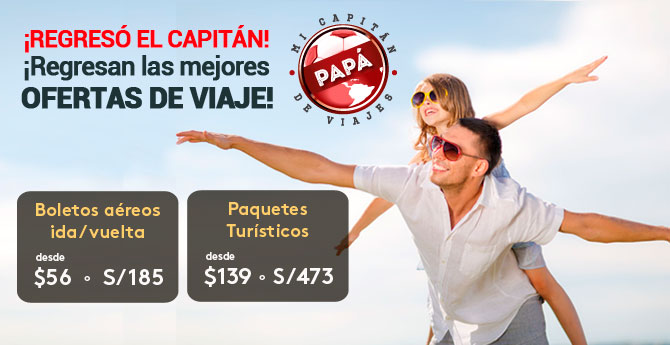 ¡REGRESÓ EL CAPITÁN!
¡Regresan las mejores
OFERTAS DE VIAJE!
MI CAPITÁN
PAPÁ
DE VIAJES
Boletos aéreos
ida/vuelta
desde
$56 ◦ S/185
Paquetes
Turísticos
desde
$139 ◦ S/473